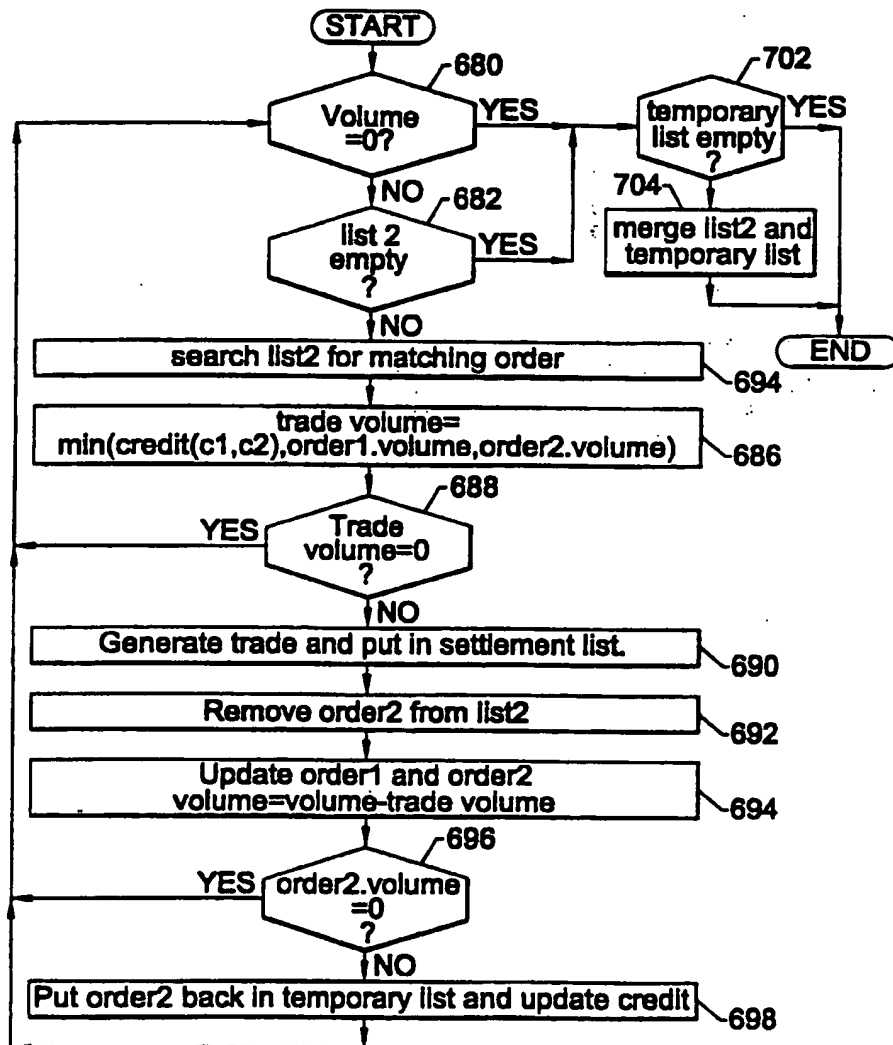 START
680
Volume
=0?
YES
702
temporary
list empty
?
YES
NO
682
list 2
empty
?
YES
704
merge list2 and
temporary list
NO
END
search list2 for matching order
694
trade volume=
min(credit(c1,c2),order1.volume,order2.volume)
686
688
Trade
volume=0
?
YES
NO
Generate trade and put in settlement list.
690
Remove order2 from list2
692
Update order1 and order2
volume=volume-trade volume
694
696
order2.volume
=0
?
YES
NO
Put order2 back in temporary list and update credit
698